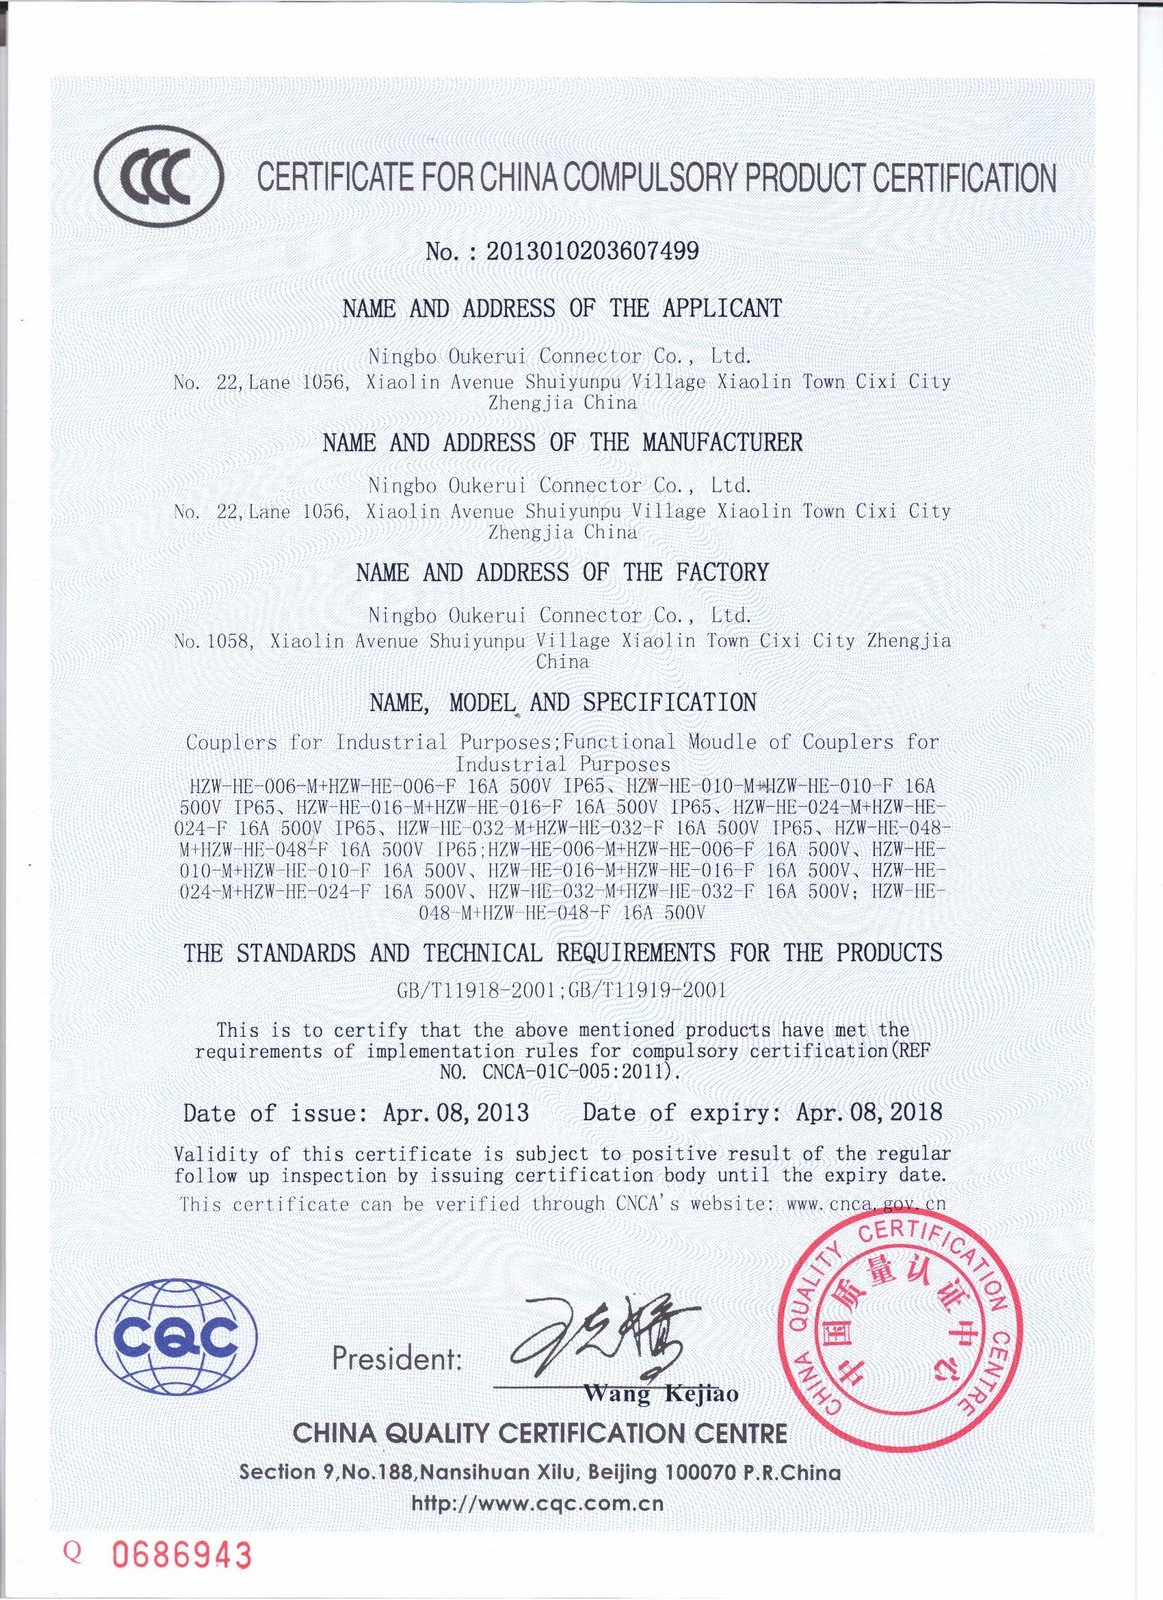 CCC
CERTIFICATE FOR CHINA COMPULSORY PRODUCT CERTIFICATION
No. : 2013010203607499
NAME AND ADDRESS OF THE APPLICANT
Ningbo Oukerui Connector Co., Ltd.
No. 22, Lane 1056, Xiaolin Avenue Shuiyunpu Village Xiaolin Town Cixi City
Zhengjia China
NAME AND ADDRESS OF THE MANUFACTURER
Ningbo Oukerui Connector Co., Ltd.
No. 22, Lane 1056, Xiaolin Avenue Shuiyunpu Village Xiaolin Town Cixi City
Zhengjia China
NAME AND ADDRESS OF THE FACTORY
Ningbo Oukerui Connector Co., Ltd.
No. 1058, Xiaolin Avenue Shuiyunpu Village Xiaolin Town Cixi City Zhengjia
China
NAME, MODEL AND SPECIFICATION
Couplers for Industrial Purposes;Functional Moudle of Couplers for
Industrial Purposes
HZW-HE-006-M+HZW-HE-006-F 16A 500V IP65、HZW-HE-010-M+HZW-HE-010-F 16A
500V IP65、HZW-HE-016-M+HZW-HE-016-F 16A 500V IP65、HZW-HE-024-M+HZW-HE-
024-F 16A 500V IP65、HZW-HE-032-M+HZW-HE-032-F 16A 500V IP65、HZW-HE-048-
M+HZW-HE-048-F 16A 500V IP65;HZW-HE-006-M+HZW-HE-006-F 16A 500V、HZW-HE-
010-M+HZW-HE-010-F 16A 500V、HZW-HE-016-M+HZW-HE-016-F 16A 500V、HZW-HE-
024-M+HZW-HE-024-F 16A 500V、HZW-HE-032-M+HZW-HE-032-F 16A 500V; HZW-HE-
048-M+HZW-HE-048-F 16A 500V
THE STANDARDS AND TECHNICAL REQUIREMENTS FOR THE PRODUCTS
GB/T11918-2001;GB/T11919-2001
This is to certify that the above mentioned products have met the
requirements of implementation rules for compulsory certification(REF
NO. CNCA-01C-005:2011).
Date of issue: Apr. 08, 2013 Date of expiry: Apr. 08, 2018
Validity of this certificate is subject to positive result of the regular
follow up inspection by issuing certification body until the expiry date.
This certificate can be verified through CNCA's website: www.cnca.gov.cn
CHINA QUALITY CERTIFICATION CENTRE
中国质量认证中心
CQC
President:
Wang Kejiao
CHINA QUALITY CERTIFICATION CENTRE
Section 9,No.188,Nansihuan Xilu, Beijing 100070 P.R.China
http://www.cqc.com.cn
Q 0686943